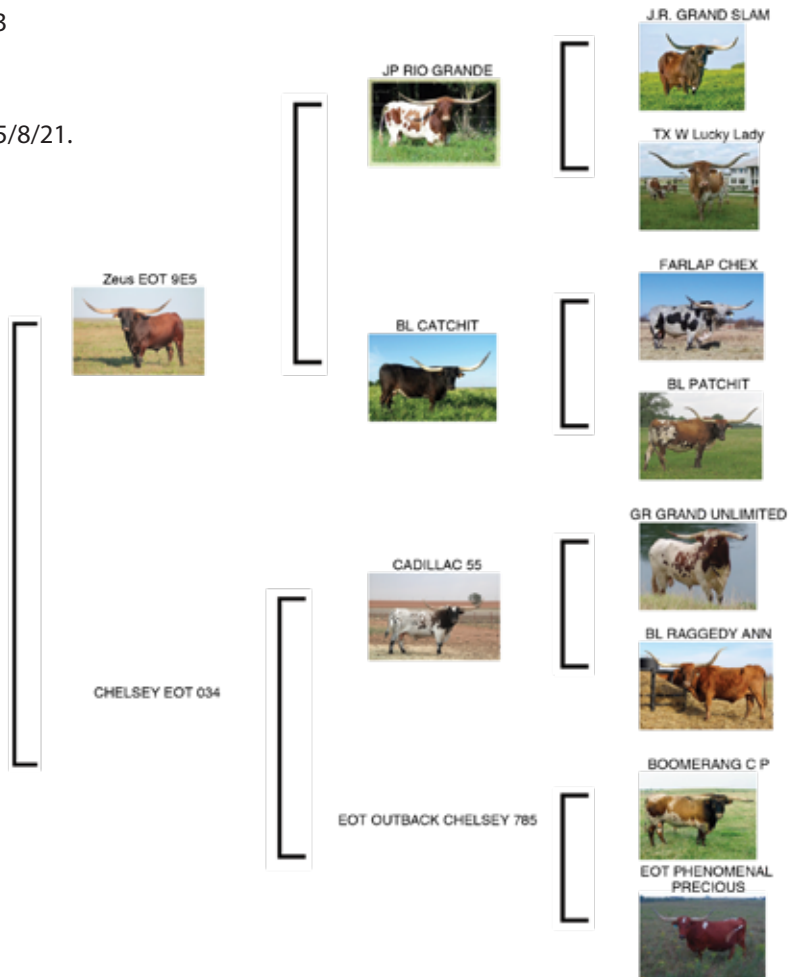 3
5/8/21.
J.R. GRAND SLAM
JP RIO GRANDE
TX W Lucky Lady
Zeus EOT 9E5
FARLAP CHEX
BL CATCHIT
BL PATCHIT
GR GRAND UNLIMITED
CADILLAC 55
BL RAGGEDY ANN
CHELSEY EOT 034
BOOMERANG C P
EOT OUTBACK CHELSEY 785
EOT PHENOMENAL
PRECIOUS